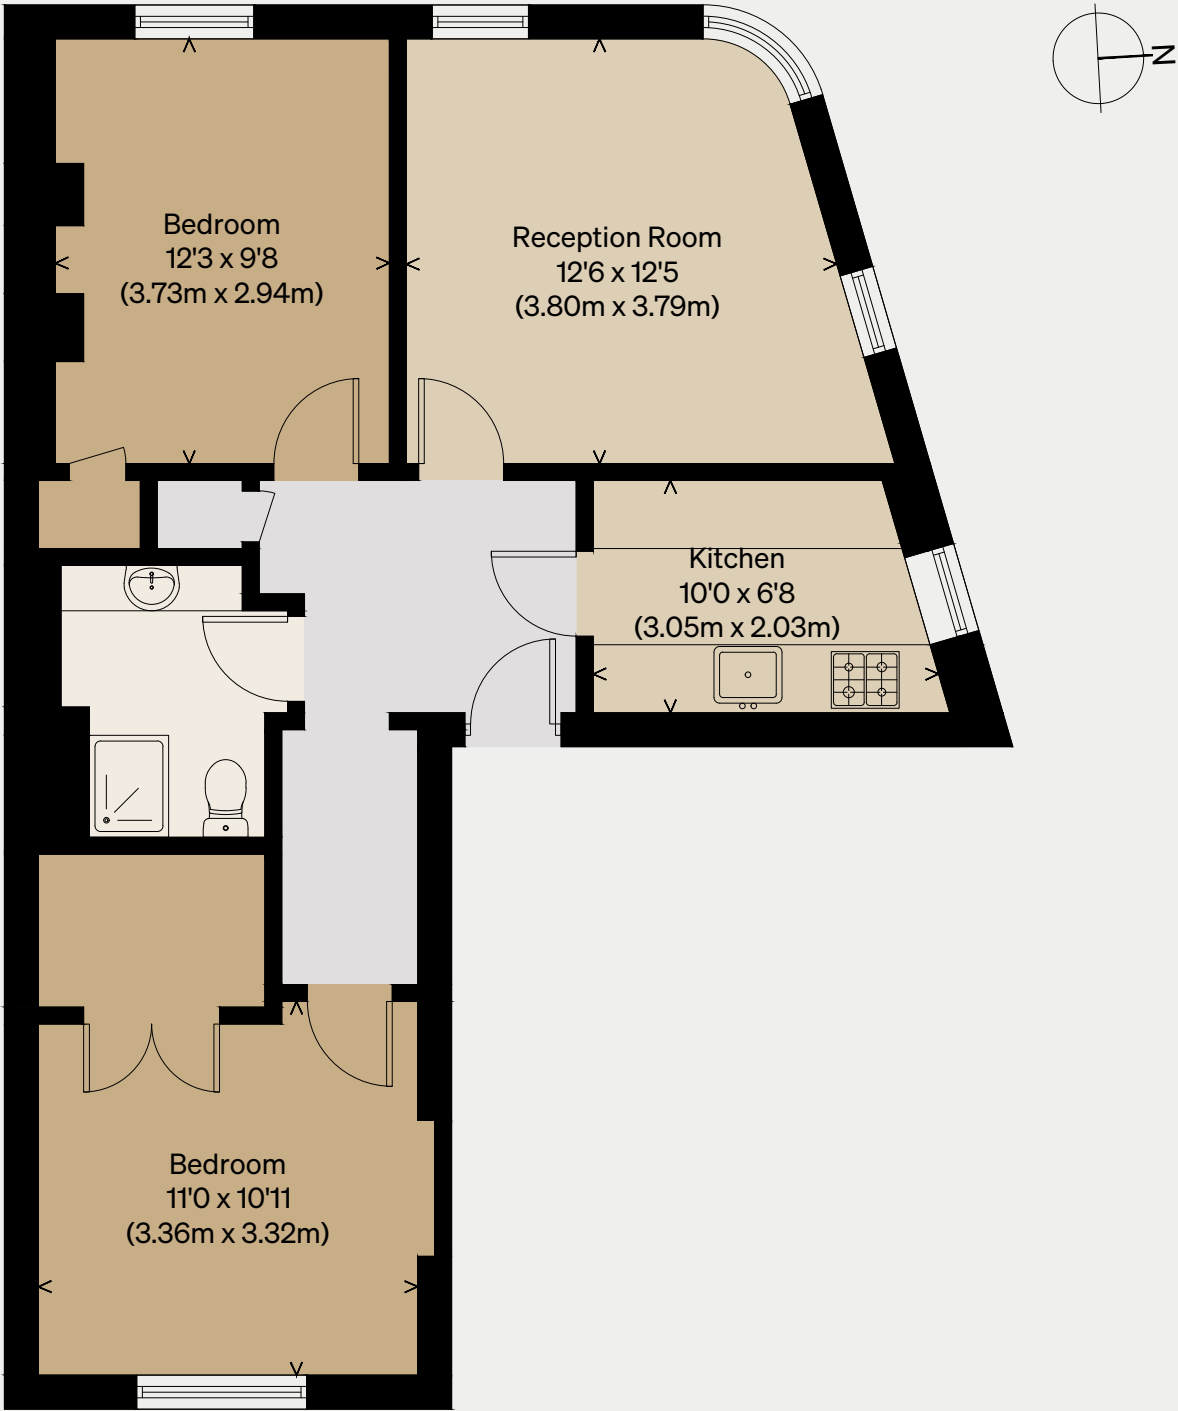 N
Bedroom
12'3 x 9'8
(3.73m x 2.94m)
Reception Room
12'6 x 12'5
(3.80m x 3.79m)
Kitchen
10'0 x 6'8
(3.05m x 2.03m)
Bedroom
11'0 x 10'11
(3.36m x 3.32m)